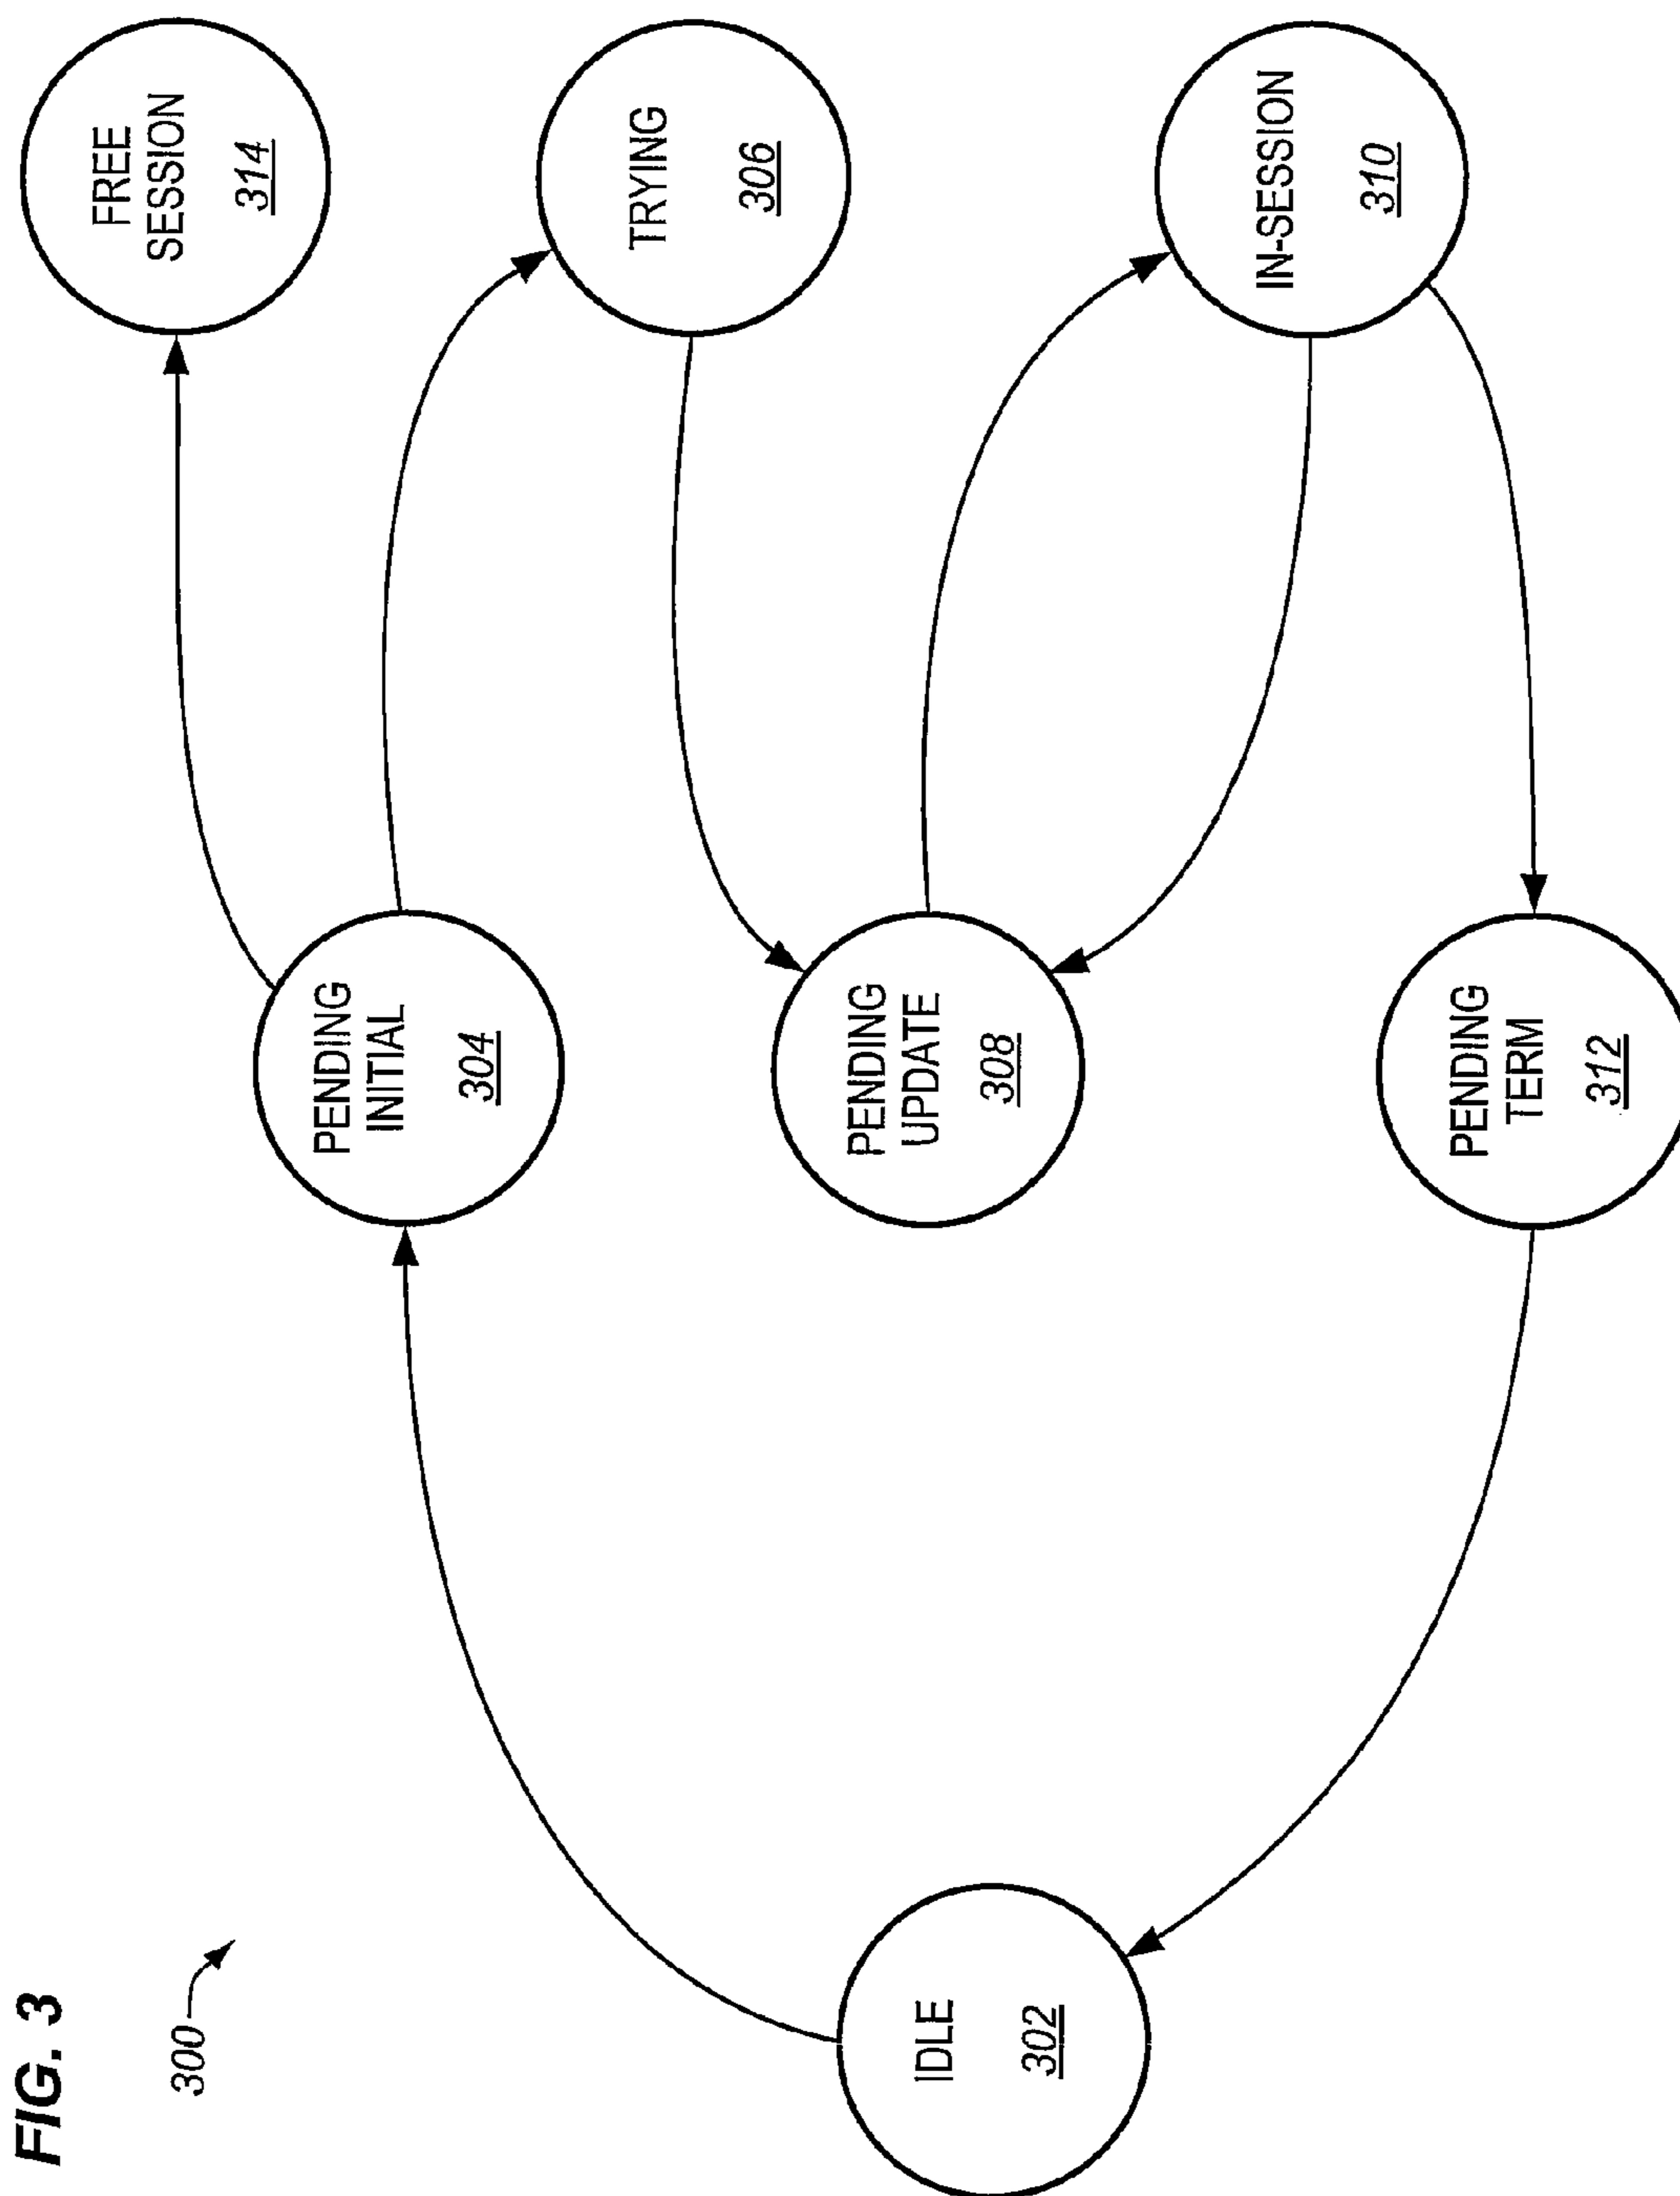 FIG. 3
300
IDLE
302
PENDING
INITIAL
304
PENDING
UPDATE
308
PENDING
TERM
312
FREE
SESSION
314
TRYING
306
IN-SESSION
310